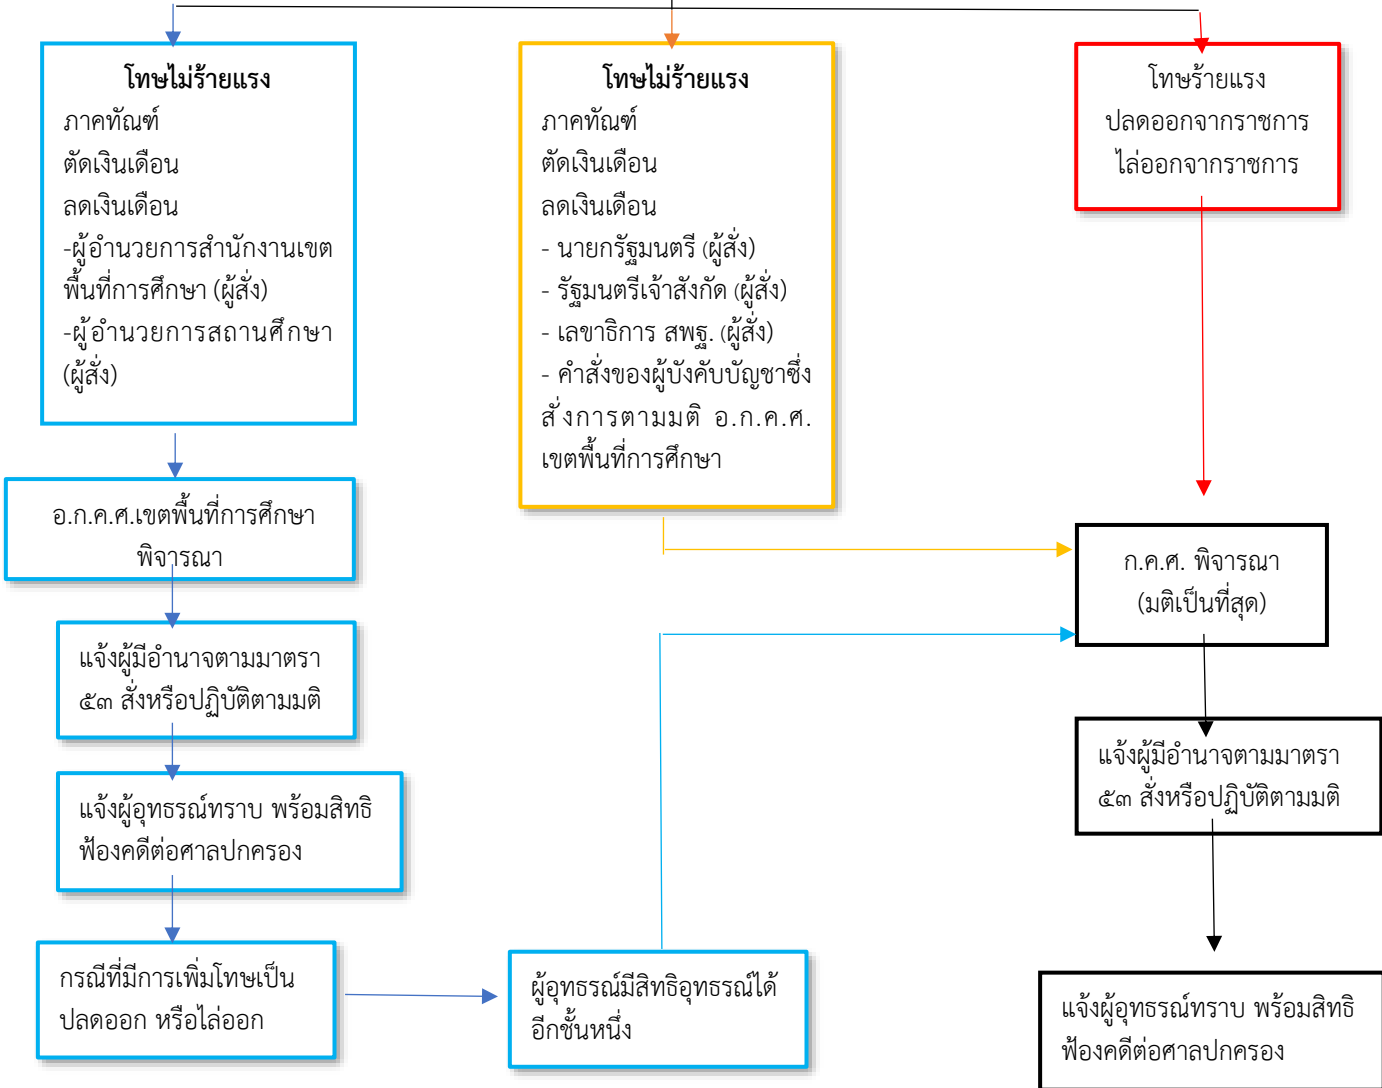 โทษไม่ร้ายแรง
ภาคทัณฑ์
ตัดเงินเดือน
ลดเงินเดือน
-ผู้อำนวยการสำนักงานเขต
พื้นที่การศึกษา (ผู้สั่ง)
-ผู้อำนวยการสถานศึกษา
(ผู้สั่ง)
โทษไม่ร้ายแรง
ภาคทัณฑ์
ตัดเงินเดือน
ลดเงินเดือน
- นายกรัฐมนตรี (ผู้สั่ง)
- รัฐมนตรีเจ้าสังกัด (ผู้สั่ง)
- เลขาธิการ สพฐ. (ผู้สั่ง)
- คำสั่งของผู้บังคับบัญชาซึ่ง
สั่งการตามมติ อ.ก.ค.ศ.
เขตพื้นที่การศึกษา
โทษร้ายแรง
ปลดออกจากราชการ
ไล่ออกจากราชการ
อ.ก.ค.ศ.เขตพื้นที่การศึกษา
พิจารณา
แจ้งผู้มีอำนาจตามมาตรา
๕๓ สั่งหรือปฏิบัติตามมติ
แจ้งผู้อุทธรณ์ทราบ พร้อมสิทธิ
ฟ้องคดีต่อศาลปกครอง
กรณีที่มีการเพิ่มโทษเป็น
ปลดออก หรือไล่ออก
ผู้อุทธรณ์มีสิทธิอุทธรณ์ได้
อีกชั้นหนึ่ง
ก.ค.ศ. พิจารณา
(มติเป็นที่สุด)
แจ้งผู้มีอำนาจตามมาตรา
๕๓ สั่งหรือปฏิบัติตามมติ
แจ้งผู้อุทธรณ์ทราบ พร้อมสิทธิ
ฟ้องคดีต่อศาลปกครอง